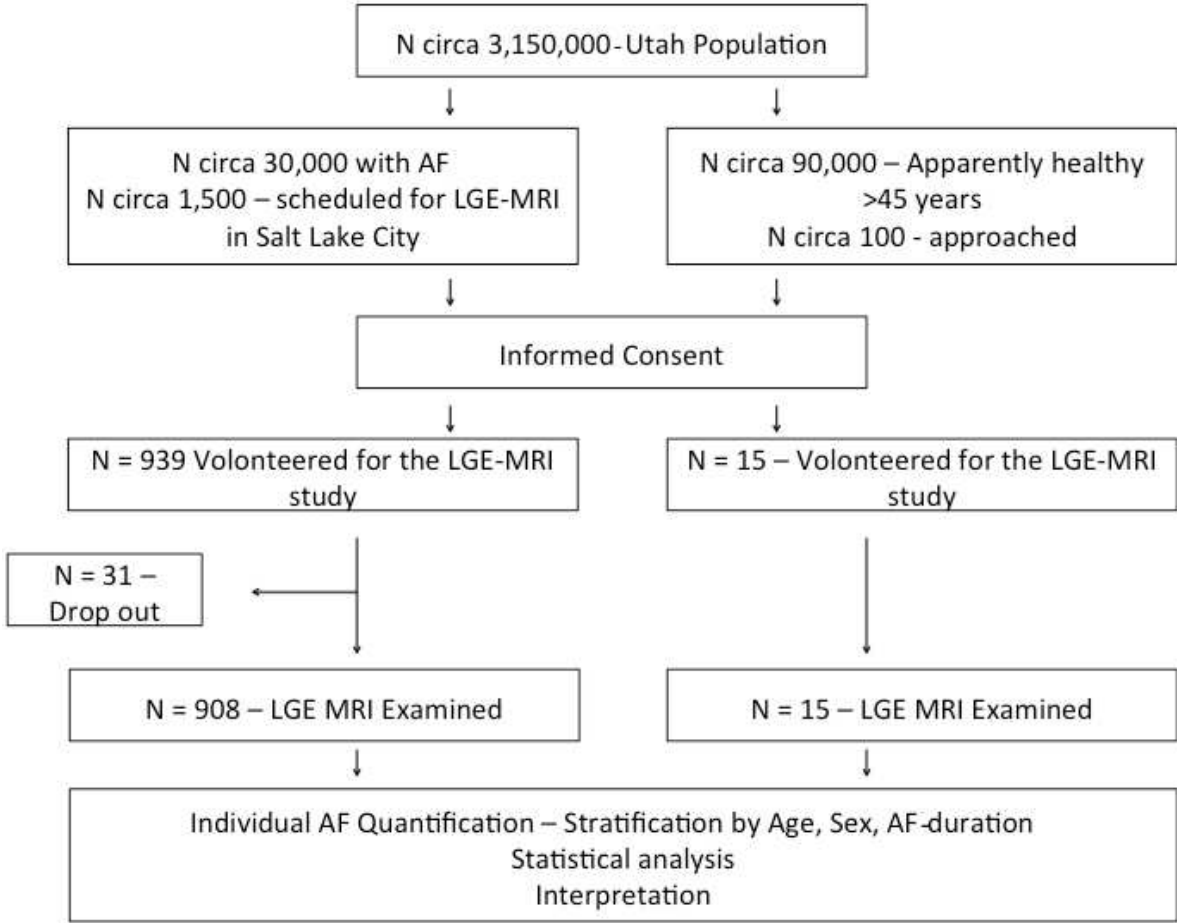 N circa 3,150,000-Utah Population
N circa 30,000 with AF
N circa 1,500 – scheduled for LGE-MRI
in Salt Lake City
N circa 90,000 – Apparently healthy
>45 years
N circa 100 - approached
Informed Consent
N = 939 Volonteered for the LGE-MRI
study
N = 15 – Volonteered for the LGE-MRI
study
N = 31 –
Drop out
N = 908 – LGE MRI Examined
N = 15 – LGE MRI Examined
Individual AF Quantification – Stratification by Age, Sex, AF-duration
Statistical analysis
Interpretation